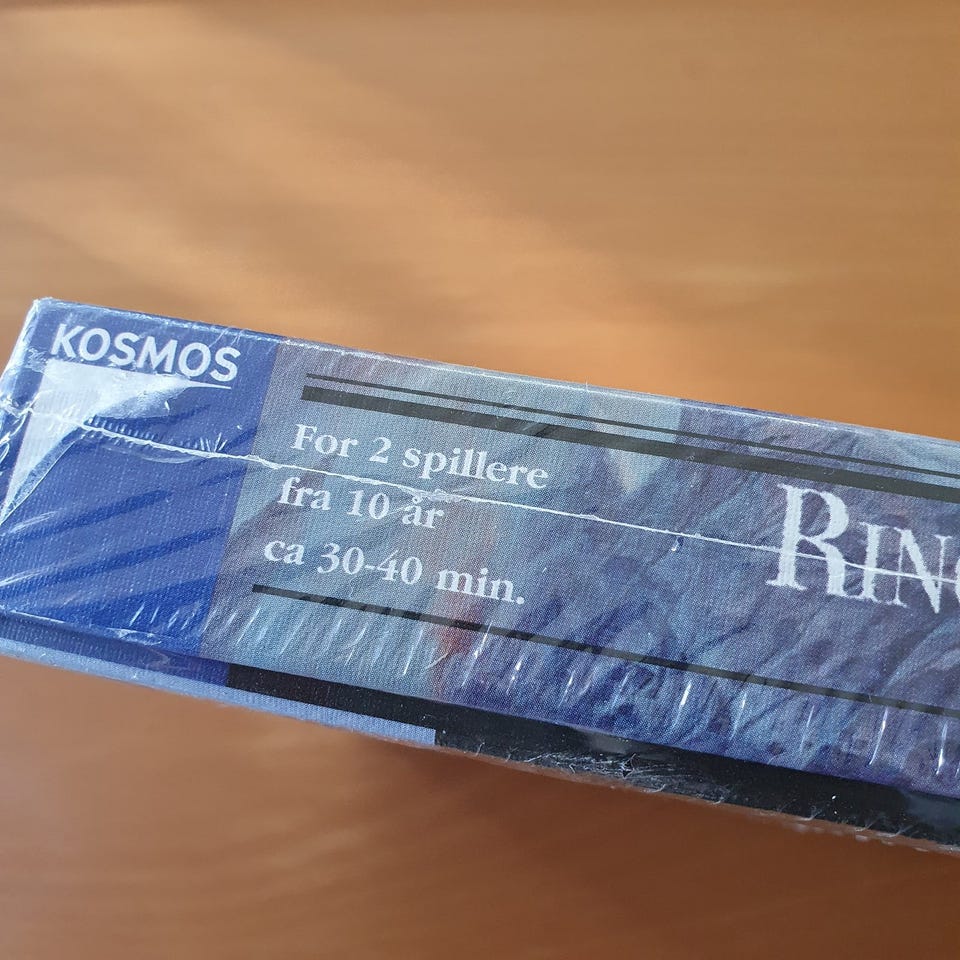 KOSMOS
For 2 spillere
fra 10 år
ca 30-40 min.
RIN